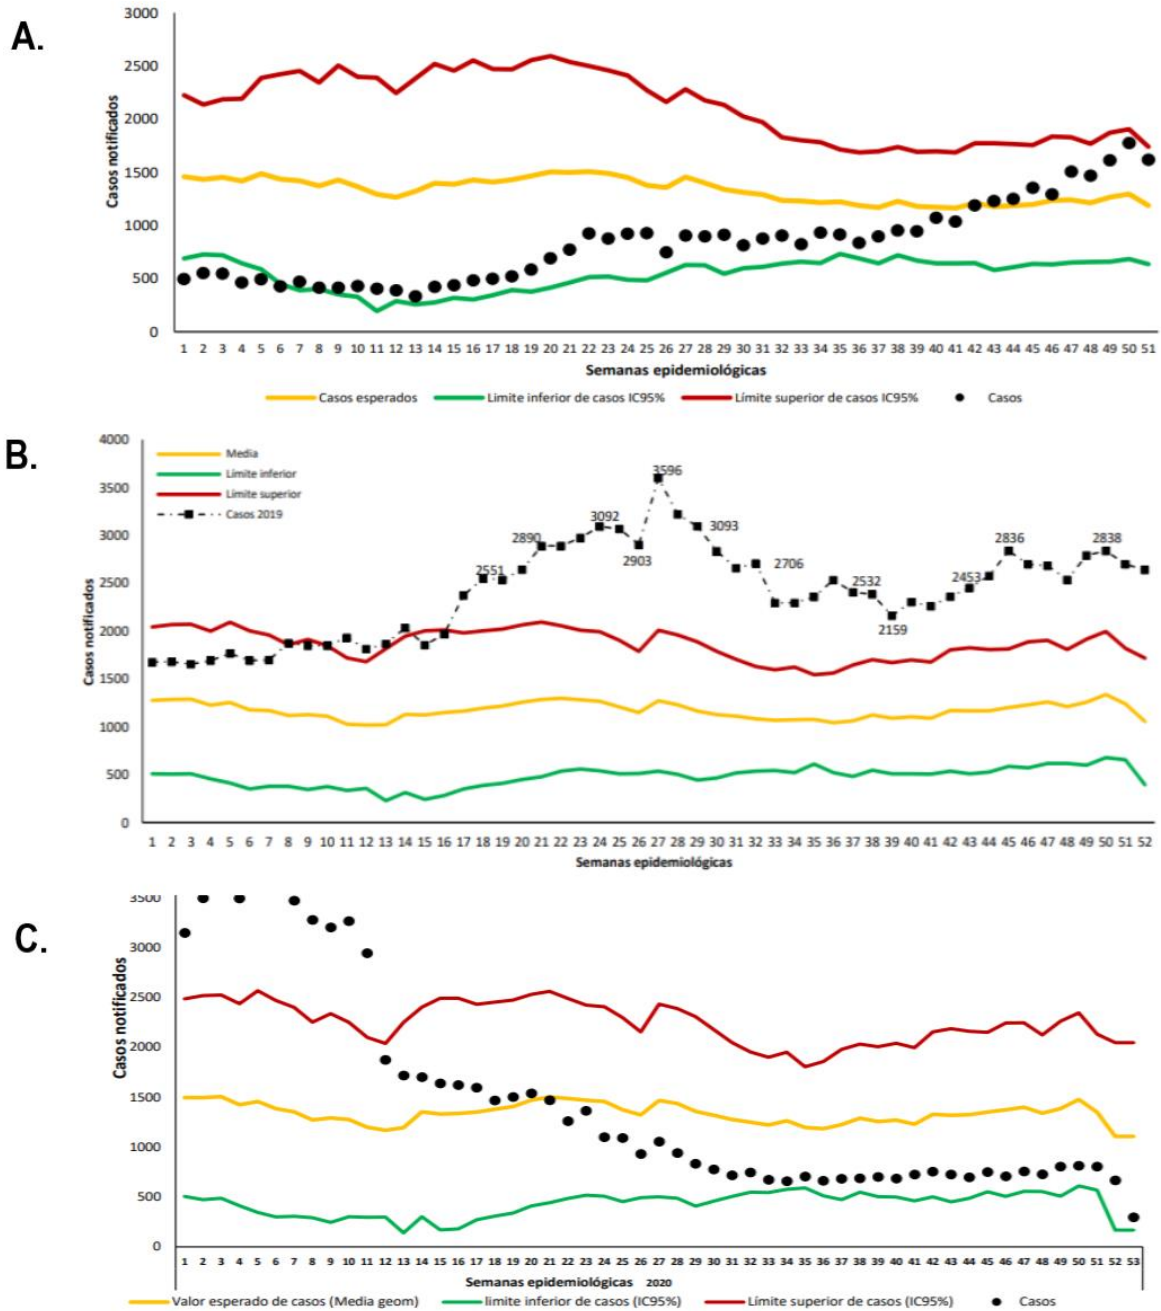 A.
3000
2500
2000
1500
1000
500
0
Casos notificados
1 2 3 4 5 6 7 8 9 10 11 12 13 14 15 16 17 18 19 20 21 22 23 24 25 26 27 28 29 30 31 32 33 34 35 36 37 38 39 40 41 42 43 44 45 46 47 48 49 50 51
Semanas epidemiológicas
Casos esperados Límite inferior de casos IC95% Límite superior de casos IC95% Casos
B.
4000
3500
3000
2500
2000
1500
1000
500
0
Casos notificados
Media
Límite inferior
Límite superior
Casos 2019
2551
2890
3092
2903
3596
3093
2706
2532
2159
2453
2836
2838
1 2 3 4 5 6 7 8 9 10 11 12 13 14 15 16 17 18 19 20 21 22 23 24 25 26 27 28 29 30 31 32 33 34 35 36 37 38 39 40 41 42 43 44 45 46 47 48 49 50 51 52
Semanas epidemiológicas
C.
3500
3000
2500
2000
1500
1000
500
0
Casos notificados
1 2 3 4 5 6 7 8 9 10 11 12 13 14 15 16 17 18 19 20 21 22 23 24 25 26 27 28 29 30 31 32 33 34 35 36 37 38 39 40 41 42 43 44 45 46 47 48 49 50 51 52 53
Semanas epidemiológicas 2020
Valor esperado de casos (Media geom) limite inferior de casos (IC95%) Límite superior de casos (IC95%) Casos